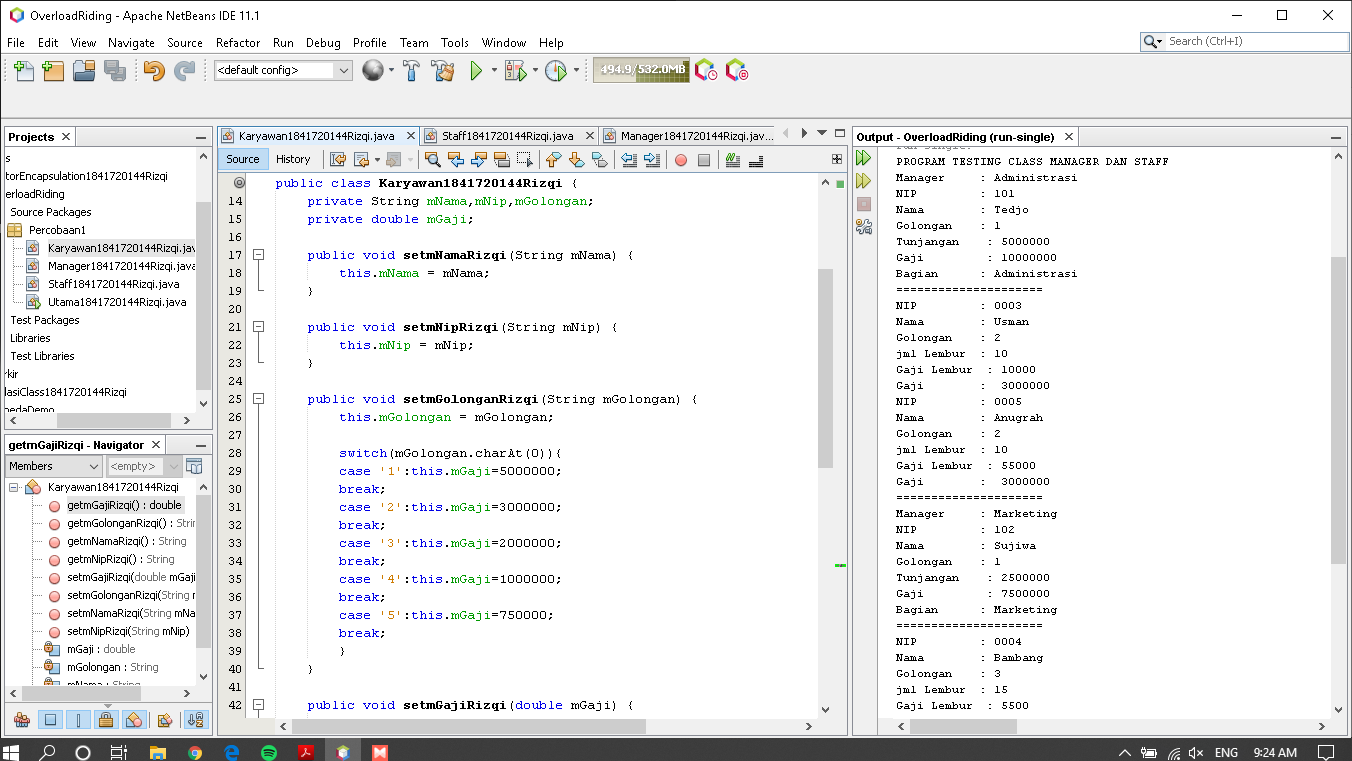 OverloadRiding - Apache NetBeans IDE 11.1
File Edit View Navigate Source Refactor Run Debug Profile Team Tools Window Help
Search (Ctrl+I)
<default config>
494.9/532.0MB
Projects
s
torEncapsulation1841720144Rizqi
erloadRiding
Source Packages
Percobaan1
Karyawan1841720144Rizqi.jav
Manager1841720144Rizqi.java
Staff1841720144Rizqi.java
Utama1841720144Rizqi.java
Test Packages
Libraries
Test Libraries
rkir
lasiClass1841720144Rizqi
pedaDemo
getmGajiRizqi - Navigator
Members
<empty>
Karyawan1841720144Rizqi
getmGajiRizqi() : double
getmGolonganRizqi() : Strin
getmNamaRizqi() : String
getmNipRizqi() : String
setmGajiRizqi(double mGaji
setmGolonganRizqi(String m
setmNamaRizqi(String mNa
setmNipRizqi(String mNip)
mGaji : double
mGolongan : String
mNama : String
Karyawan1841720144Rizqi.java
Staff1841720144Rizqi.java
Manager1841720144Rizqi.jav...
Source History
public class Karyawan1841720144Rizqi {
14 private String mNama,mNip,mGolongan;
15 private double mGaji;
16
17 public void setmNamaRizqi(String mNama) {
18 this.mNama = mNama;
19 }
20
21 public void setmNipRizqi(String mNip) {
22 this.mNip = mNip;
23 }
24
25 public void setmGolonganRizqi(String mGolongan) {
26 this.mGolongan = mGolongan;
27
28 switch(mGolongan.charAt(0)){
29 case '1':this.mGaji=5000000;
30 break;
31 case '2':this.mGaji=3000000;
32 break;
33 case '3':this.mGaji=2000000;
34 break;
35 case '4':this.mGaji=1000000;
36 break;
37 case '5':this.mGaji=750000;
38 break;
39 }
40 }
41
42 public void setmGajiRizqi(double mGaji) {
Output - OverloadRiding (run-single)
run-single:
PROGRAM TESTING CLASS MANAGER DAN STAFF
Manager : Administrasi
NIP : 101
Nama : Tedjo
Golongan : 1
Tunjangan : 5000000
Gaji : 10000000
Bagian : Administrasi
=====================
NIP : 0003
Nama : Usman
Golongan : 2
jml Lembur : 10
Gaji Lembur : 10000
Gaji : 3000000
NIP : 0005
Nama : Anugrah
Golongan : 2
jml Lembur : 10
Gaji Lembur : 55000
Gaji : 3000000
=====================
Manager : Marketing
NIP : 102
Nama : Sujiwa
Golongan : 1
Tunjangan : 2500000
Gaji : 7500000
Bagian : Marketing
=====================
NIP : 0004
Nama : Bambang
Golongan : 3
jml Lembur : 15
Gaji Lembur : 5500
ENG 9:24 AM